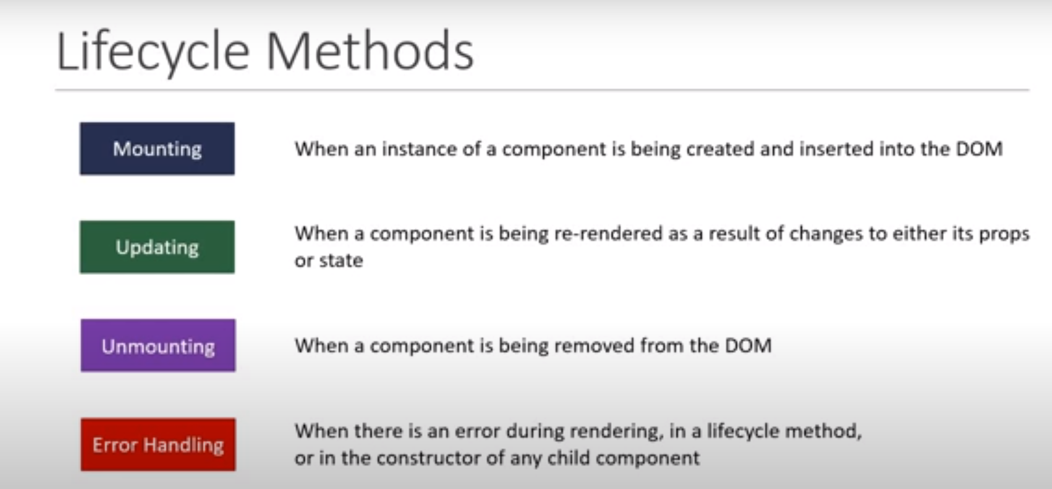 Lifecycle Methods
Mounting
When an instance of a component is being created and inserted into the DOM
Updating
When a component is being re-rendered as a result of changes to either its props
or state
Unmounting
When a component is being removed from the DOM
Error Handling
When there is an error during rendering, in a lifecycle method,
or in the constructor of any child component